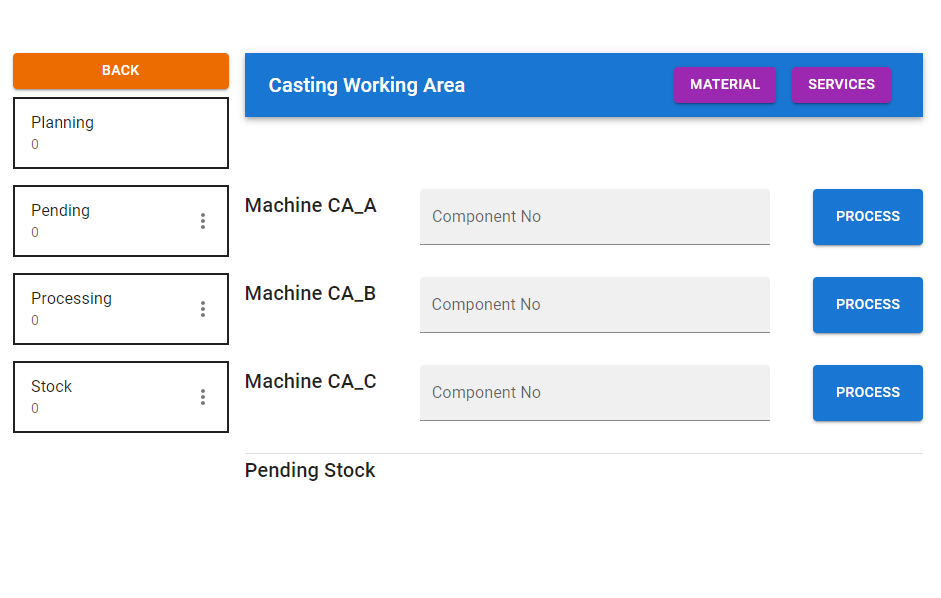 BACK
Planning
0
Pending
0
Processing
0
Stock
0
Casting Working Area
MATERIAL
SERVICES
Machine CA_A
Component No
PROCESS
Machine CA_B
Component No
PROCESS
Machine CA_C
Component No
PROCESS
Pending Stock